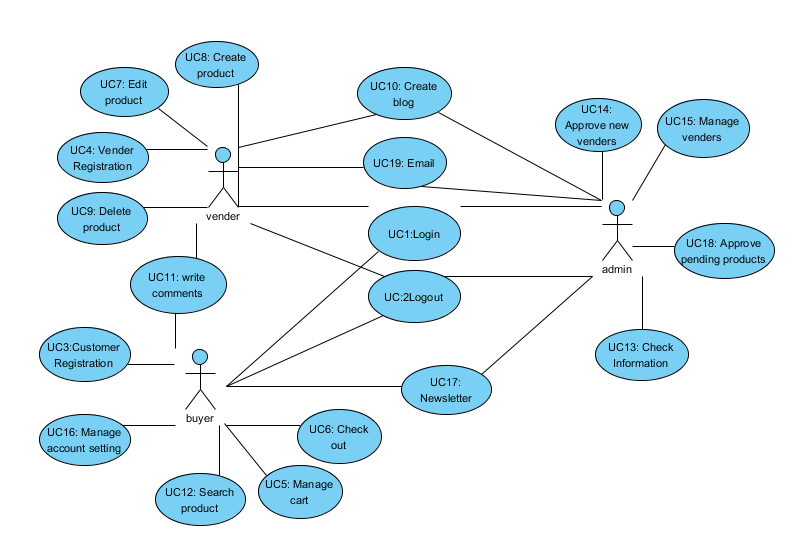 UC8: Create
product
UC7: Edit
product
UC10: Create
blog
UC14:
Approve new
venders
UC15: Manage
venders
UC4: Vender
Registration
UC19: Email
UC9: Delete
product
vender
UC1:Login
UC18: Approve
pending products
admin
UC11: write
comments
UC:2Logout
UC3:Customer
Registration
UC13: Check
Information
UC17:
Newsletter
buyer
UC16: Manage
account setting
UC6: Check
out
UC12: Search
product
UC5: Manage
cart